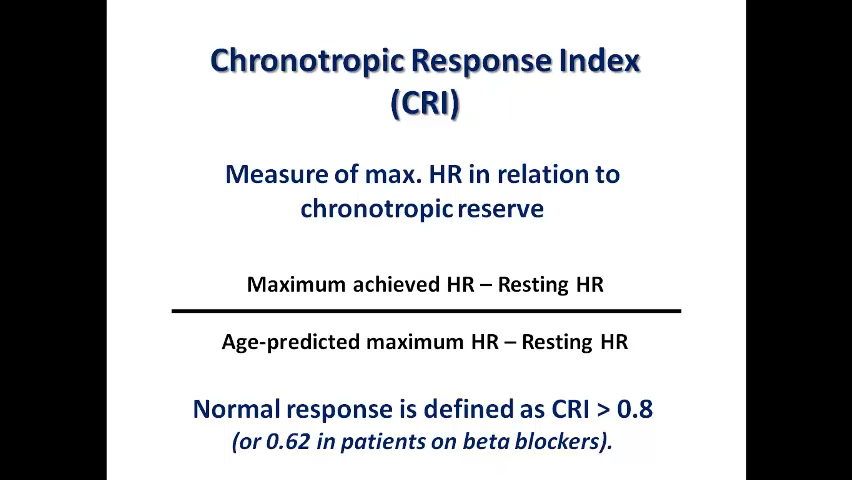 Chronotropic Response Index
(CRI)
Measure of max. HR in relation to
chronotropic reserve
Maximum achieved HR – Resting HR
Age-predicted maximum HR – Resting HR
Normal response is defined as CRI > 0.8
(or 0.62 in patients on beta blockers).